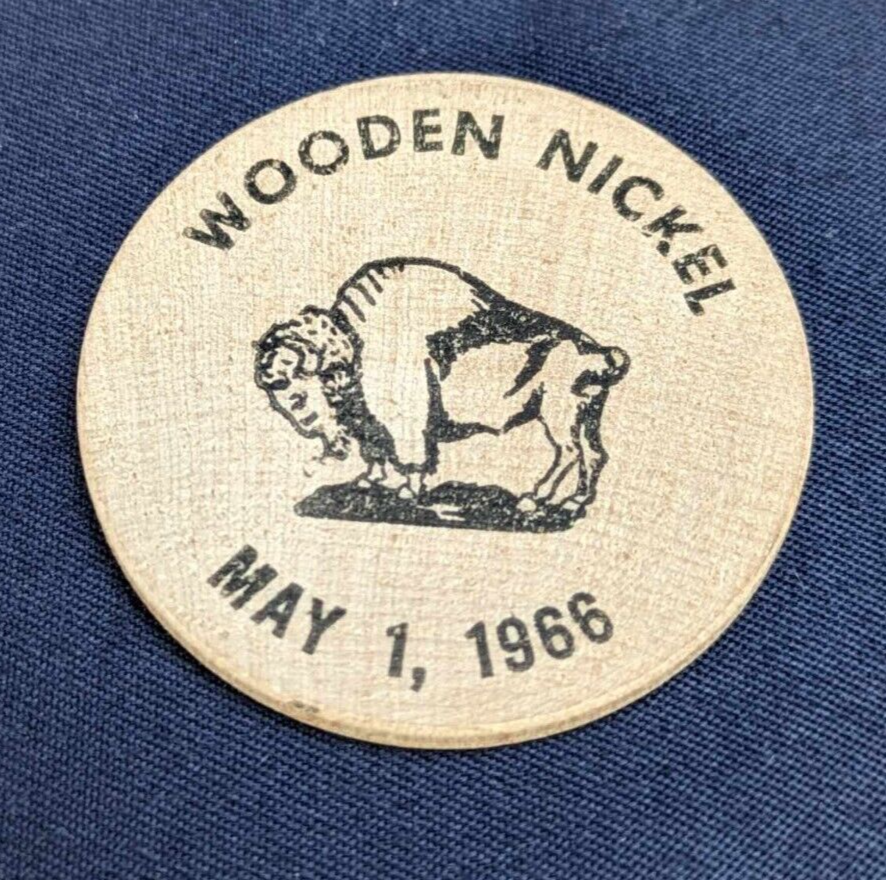 WOODEN NICKEL
MAY 1, 1966